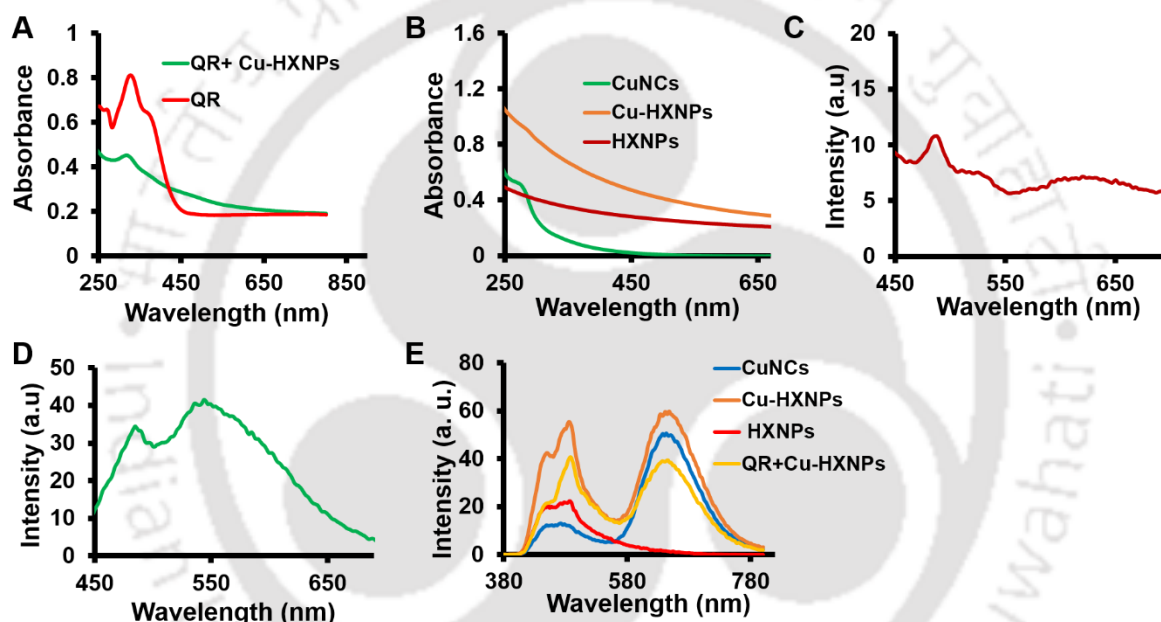 A
1
0.8
0.6
0.4
0.2
0
250 450 650 850
Absorbance
Wavelength (nm)
QR+ Cu-HXNPs
QR
B
1.6
1.2
0.8
0.4
0
250 450 650
Absorbance
Wavelength (nm)
CuNCs
Cu-HXNPs
HXNPs
C
20
15
10
5
0
450 550 650
Intensity (a.u)
Wavelength (nm)
D
50
40
30
20
10
0
450 550 650
Intensity (a.u)
Wavelength (nm)
E
80
60
40
20
0
380 580 780
Intensity (a. u.)
Wavelength (nm)
CuNCs
Cu-HXNPs
HXNPs
QR+Cu-HXNPs
Indian
uwahati